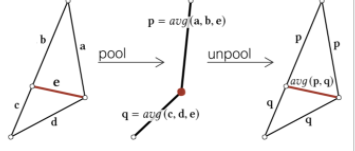 b
a
e
c
d
pool
p = avg(a, b, e)
q = avg(c, d, e)
unpool
p
p
avg(p, q)
q
q